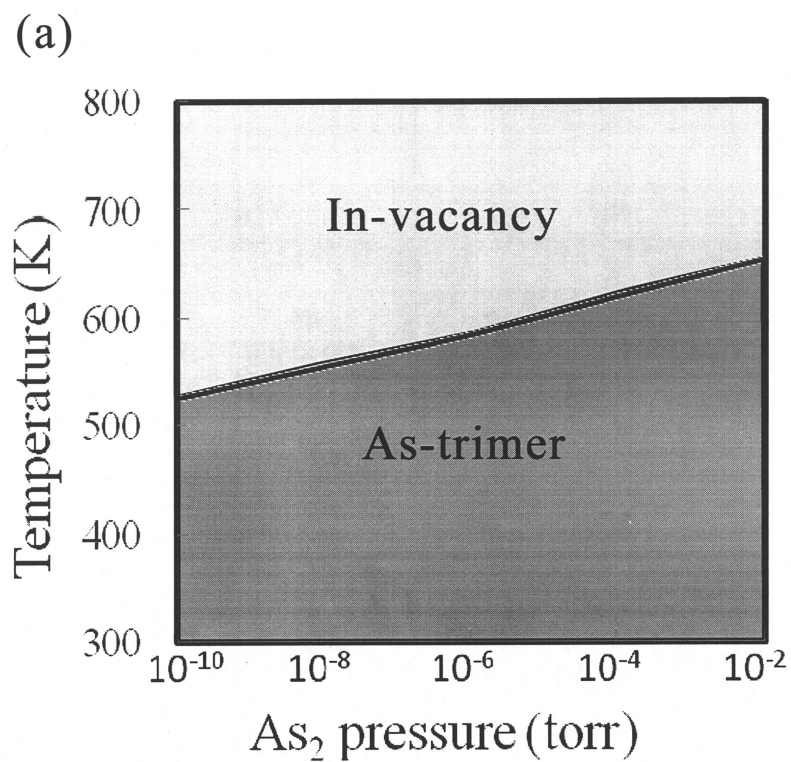 (a)
800
700
600
500
400
300
Temperature (K)
In-vacancy
As-trimer
10⁻¹⁰ 10⁻⁸ 10⁻⁶ 10⁻⁴ 10⁻²
As₂ pressure (torr)